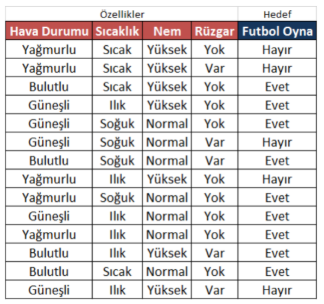 Özellikler Hedef
Hava Durumu Sıcaklık Nem Rüzgar Futbol Oyna
Yağmurlu Sıcak Yüksek Yok Hayır
Yağmurlu Sıcak Yüksek Var Hayır
Bulutlu Sıcak Yüksek Yok Evet
Güneşli Ilık Yüksek Yok Evet
Güneşli Soğuk Normal Yok Evet
Güneşli Soğuk Normal Var Hayır
Bulutlu Soğuk Normal Var Evet
Yağmurlu Ilık Yüksek Yok Hayır
Yağmurlu Soğuk Normal Yok Evet
Güneşli Ilık Normal Yok Evet
Yağmurlu Ilık Normal Yok Evet
Bulutlu Ilık Yüksek Var Evet
Bulutlu Sıcak Normal Yok Evet
Güneşli Ilık Yüksek Var Hayır